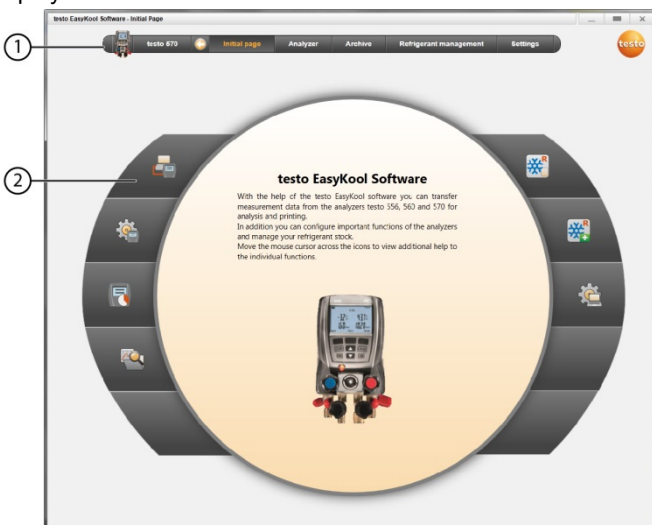 testo EasyKool Software - Initial Page
1
testo 570
Initial page
Analyzer
Archive
Refrigerant management
Settings
testo
2
R
R
testo EasyKool Software
With the help of the testo EasyKool software you can transfer
measurement data from the analyzers testo 556, 560 and 570 for
analysis and printing.
In addition you can configure important functions of the analyzers
and manage your refrigerant stock.
Move the mouse cursor across the icons to view additional help to
the individual functions.